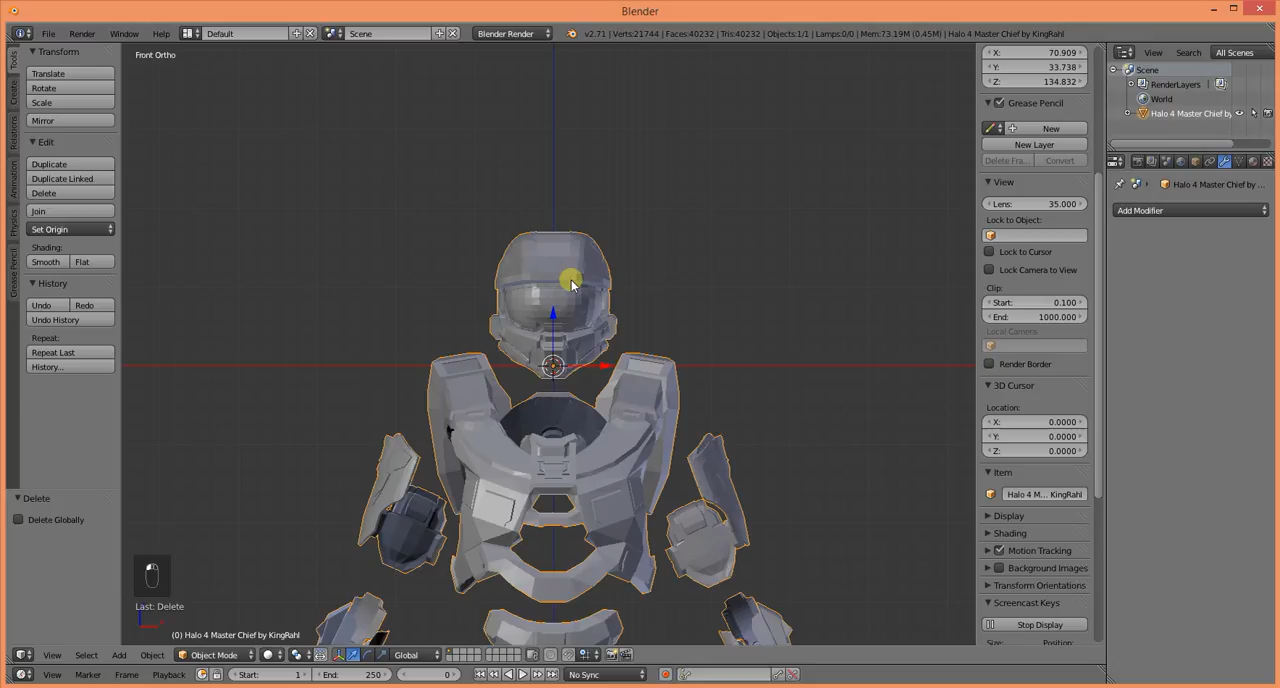 Blender
File Render Window Help Default Scene Blender Render v2.71 | Verts:21744 | Faces:40232 | Tris:40232 | Objects:1/1 | Lamps:0/0 | Mem:73.19M (0.45M) | Halo 4 Master Chief by KingRahl
Tools
Create
Relations
Animation
Physics
Grease Pencil
Transform
Translate
Rotate
Scale
Mirror
Edit
Duplicate
Duplicate Linked
Delete
Join
Set Origin
Shading:
Smooth Flat
History
Undo Redo
Undo History
Repeat:
Repeat Last
History...
Delete
Delete Globally
Front Ortho
Last: Delete
(0) Halo 4 Master Chief by KingRahl
X: 70.909
Y: 33.738
Z: 134.832
Grease Pencil
New
New Layer
Delete Fra... Convert
View
Lens: 35.000
Lock to Object:
Lock to Cursor
Lock Camera to View
Clip:
Start: 0.100
End: 1000.000
Local Camera:
Render Border
3D Cursor
Location:
X: 0.0000
Y: 0.0000
Z: 0.0000
Item
Halo 4 M... KingRahl
Display
Shading
Motion Tracking
Background Images
Transform Orientations
Screencast Keys
Stop Display
View Search All Scenes
Scene
RenderLayers
World
Halo 4 Master Chief by
Halo 4 Master Chief by ...
Add Modifier
View Select Add Object Object Mode Global
View Marker Frame Playback Start: 1 End: 250 0 No Sync